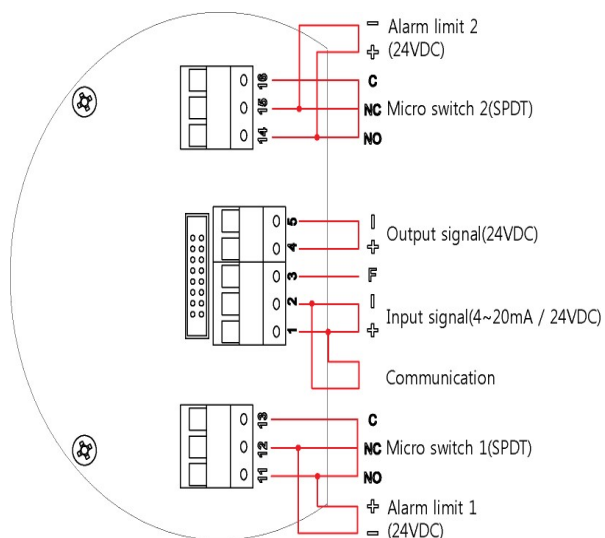 − Alarm limit 2
+ (24VDC)
16 C
15 NC Micro switch 2(SPDT)
14 NO
5 −
Output signal(24VDC)
4 +
3 F
2 −
Input signal(4~20mA / 24VDC)
1 +
Communication
13 C
12 NC Micro switch 1(SPDT)
11 NO
+ Alarm limit 1
− (24VDC)